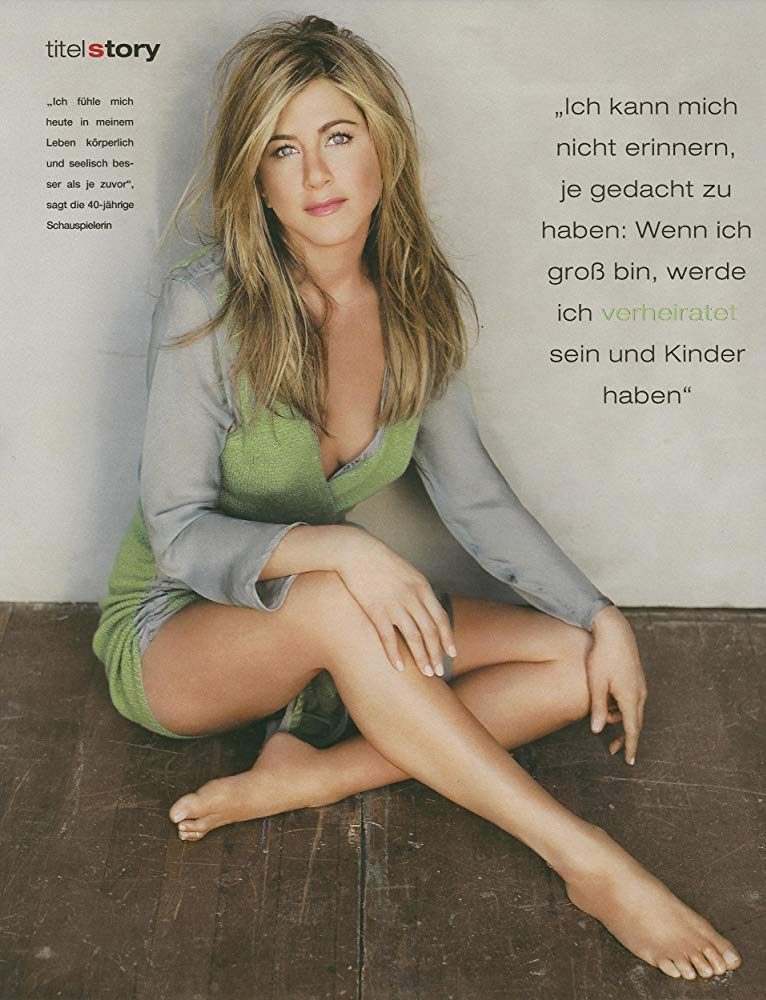 titelstory
„Ich fühle mich
heute in meinem
Leben körperlich
und seelisch bes-
ser als je zuvor“,
sagt die 40-jährige
Schauspielerin
„Ich kann mich
nicht erinnern,
je gedacht zu
haben: Wenn ich
groß bin, werde
ich verheiratet
sein und Kinder
haben“